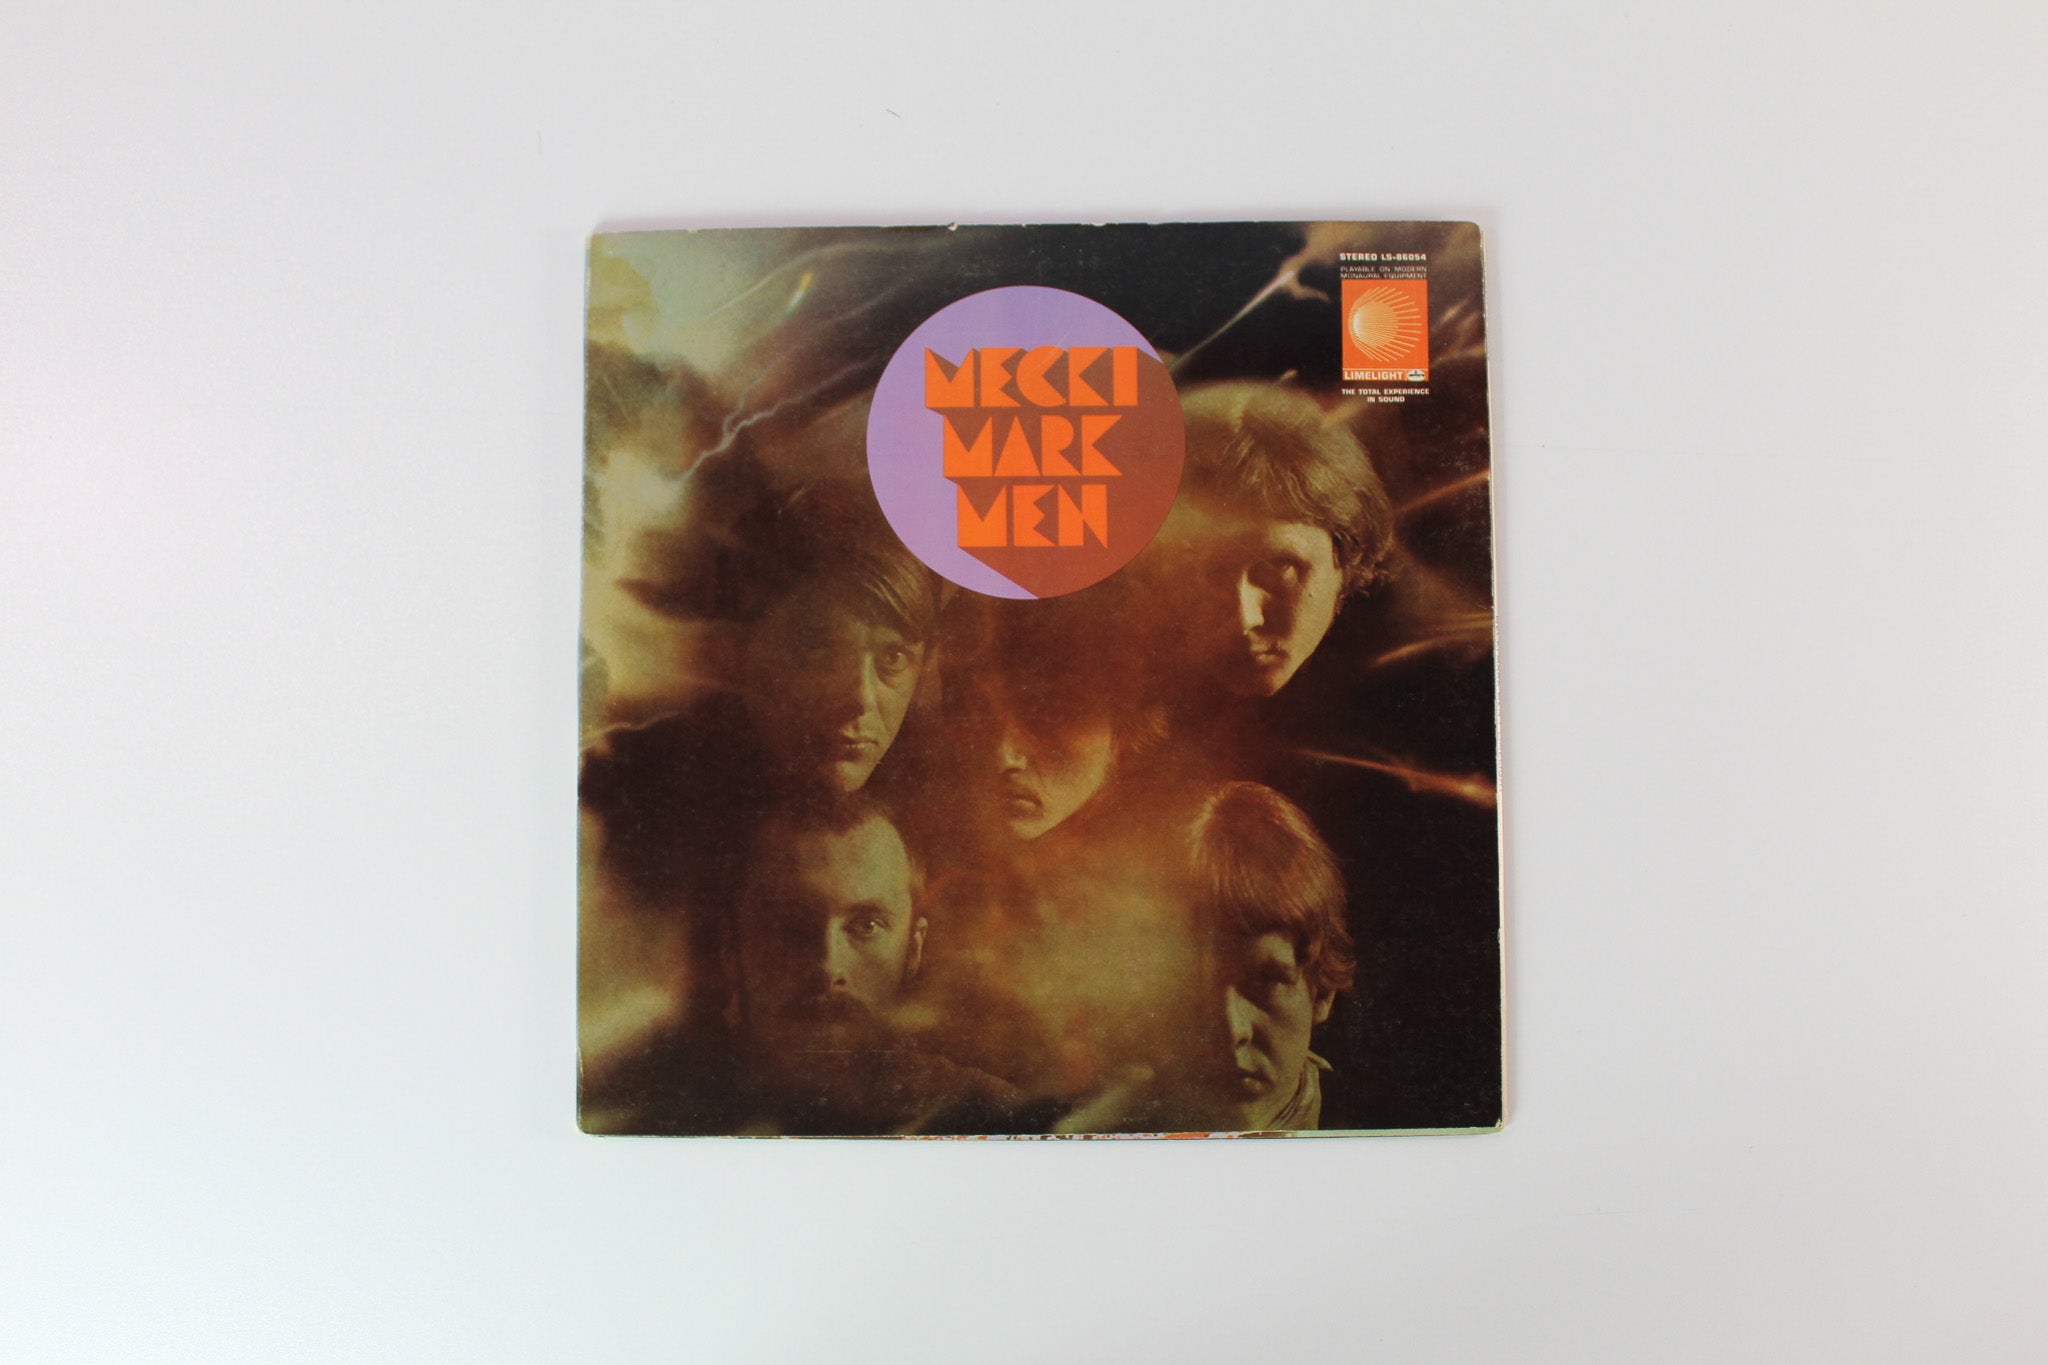 MECKI
MARK
MEN
STEREO LS-86054
PLAYABLE ON MODERN
MONAURAL EQUIPMENT
LIMELIGHT
THE TOTAL EXPERIENCE
IN SOUND